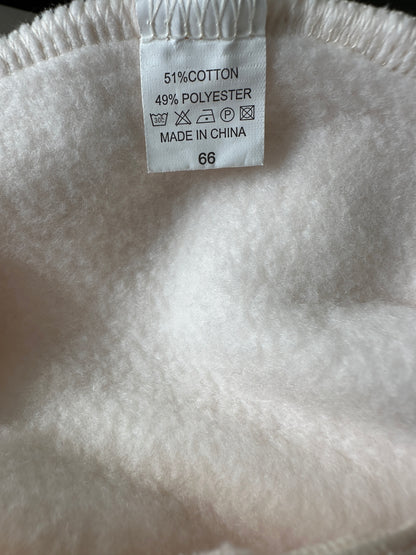 51%COTTON
49% POLYESTER
P
MADE IN CHINA
66